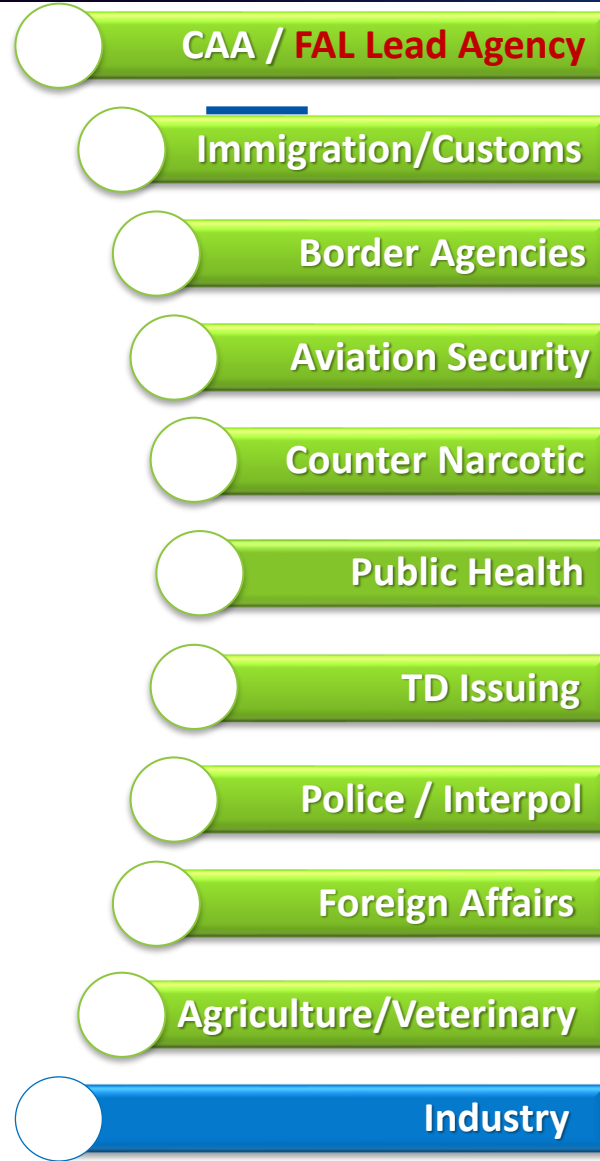 CAA / FAL Lead Agency
Immigration/Customs
Border Agencies
Aviation Security
Counter Narcotic
Public Health
TD Issuing
Police / Interpol
Foreign Affairs
Agriculture/Veterinary
Industry